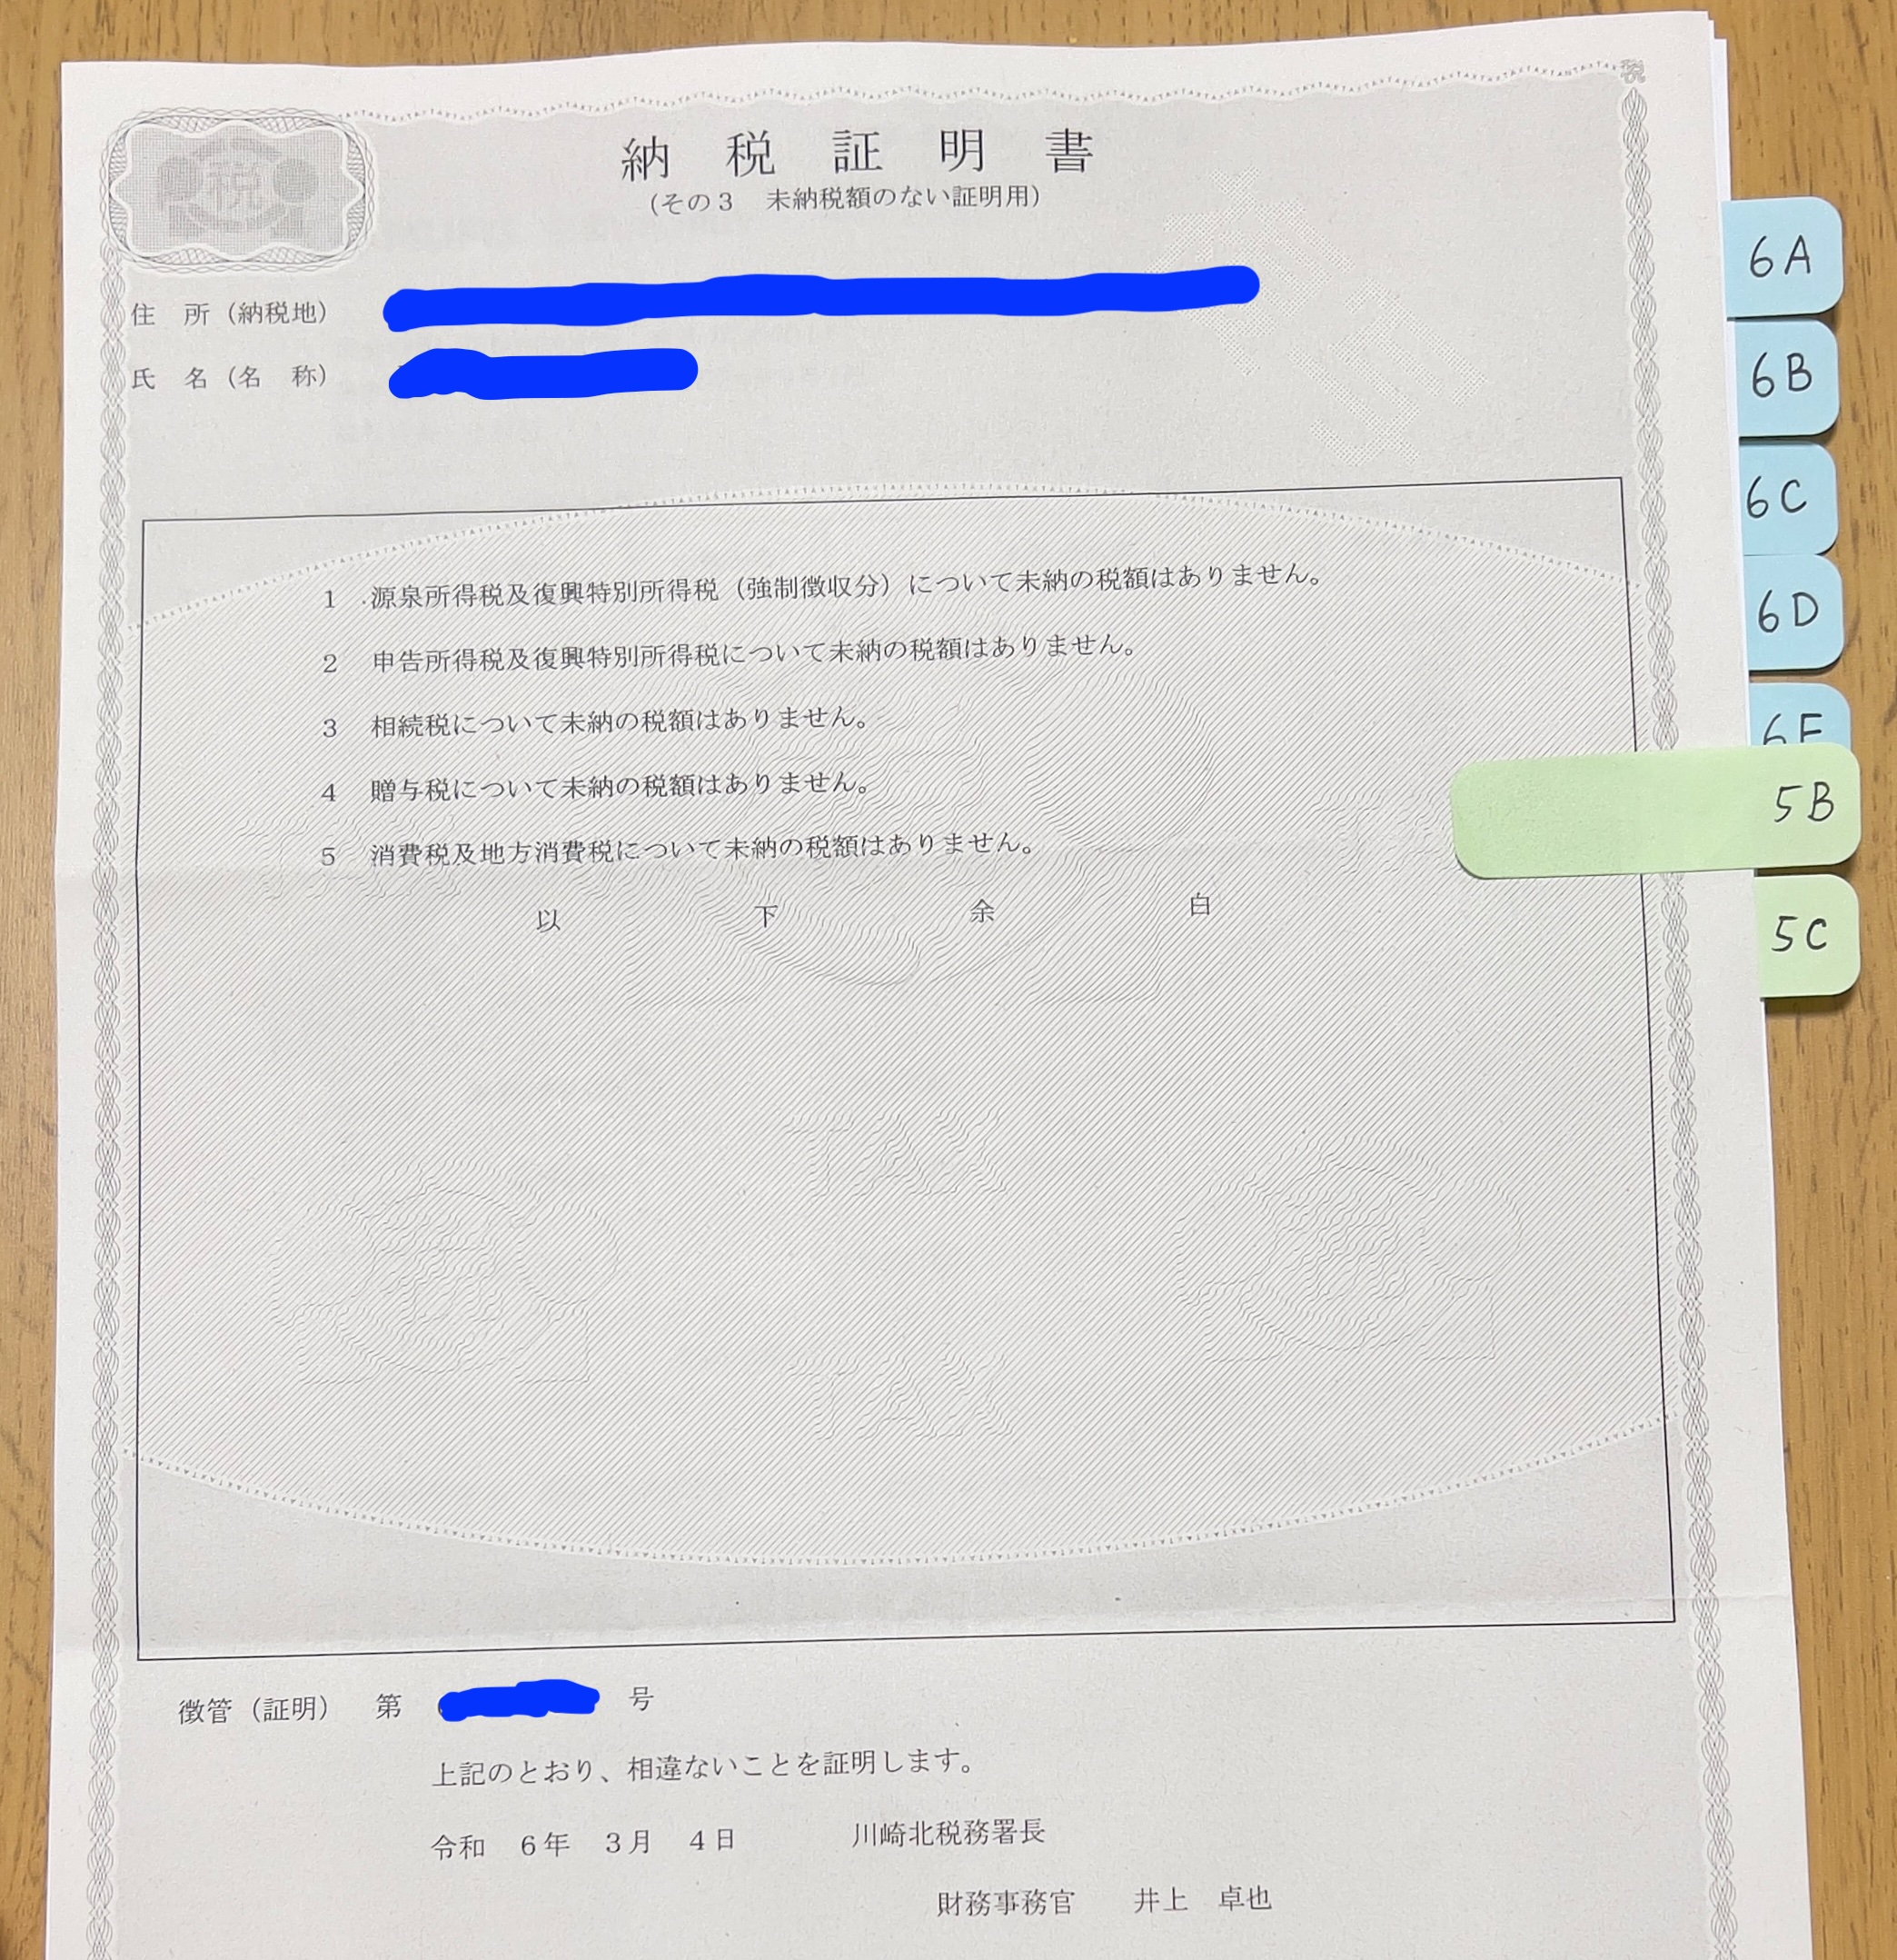 納税証明書
(その3 未納税額のない証明用)
税
税
住 所(納税地)
氏 名(名 称)
1 源泉所得税及復興特別所得税(強制徴収分)について未納の税額はありません。
2 申告所得税及復興特別所得税について未納の税額はありません。
3 相続税について未納の税額はありません。
4 贈与税について未納の税額はありません。
5 消費税及地方消費税について未納の税額はありません。
以 下 余 白
TAX
TAX
徴管(証明) 第 号
上記のとおり、相違ないことを証明します。
令和 6年 3月 4日 川崎北税務署長
財務事務官 井上 卓也
6A
6B
6C
6D
5B
5C